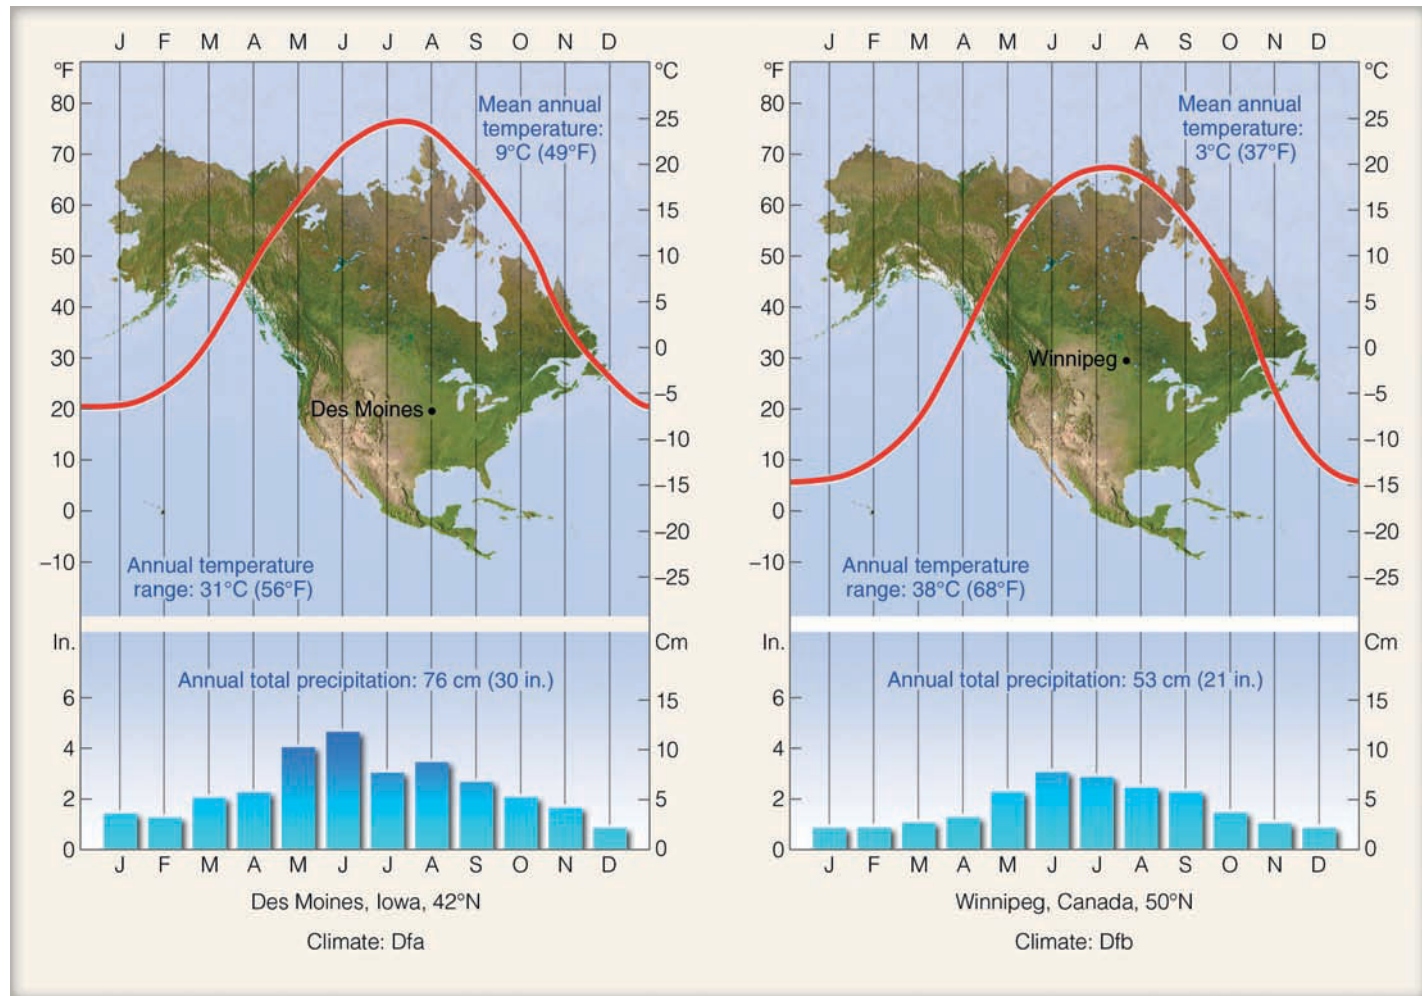 J F M A M J J A S O N D
°F
°C
80
70
60
50
40
30
20
10
0
–10
25
20
15
10
5
0
–5
–10
–15
–20
–25
Mean annual
temperature:
9°C (49°F)
Des Moines
Annual temperature
range: 31°C (56°F)
In.
Cm
Annual total precipitation: 76 cm (30 in.)
6
4
2
0
15
10
5
0
J F M A M J J A S O N D
Des Moines, Iowa, 42°N
Climate: Dfa
J F M A M J J A S O N D
°F
°C
80
70
60
50
40
30
20
10
0
–10
25
20
15
10
5
0
–5
–10
–15
–20
–25
Mean annual
temperature:
3°C (37°F)
Winnipeg
Annual temperature
range: 38°C (68°F)
In.
Cm
Annual total precipitation: 53 cm (21 in.)
6
4
2
0
15
10
5
0
J F M A M J J A S O N D
Winnipeg, Canada, 50°N
Climate: Dfb